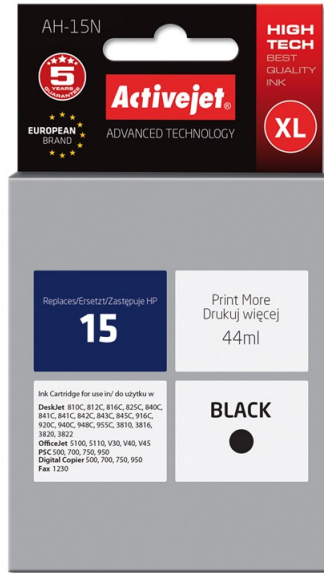 AH-15N
HIGH
TECH
BEST
QUALITY
INK
5
YEARS
GUARANTEE
Activejet®
EUROPEAN
BRAND
ADVANCED TECHNOLOGY
XL
Replaces/Ersetzt/Zastępuje HP
15
Print More
Drukuj więcej
44ml
Ink Cartridge for use in/ do użytku w
DeskJet 810C, 812C, 816C, 825C, 840C,
841C, 841C, 842C, 843C, 845C, 916C,
920C, 940C, 948C, 955C, 3810, 3816,
3820, 3822
OfficeJet 5100, 5110, V30, V40, V45
PSC 500, 700, 750, 950
Digital Copier 500, 700, 750, 950
Fax 1230
BLACK